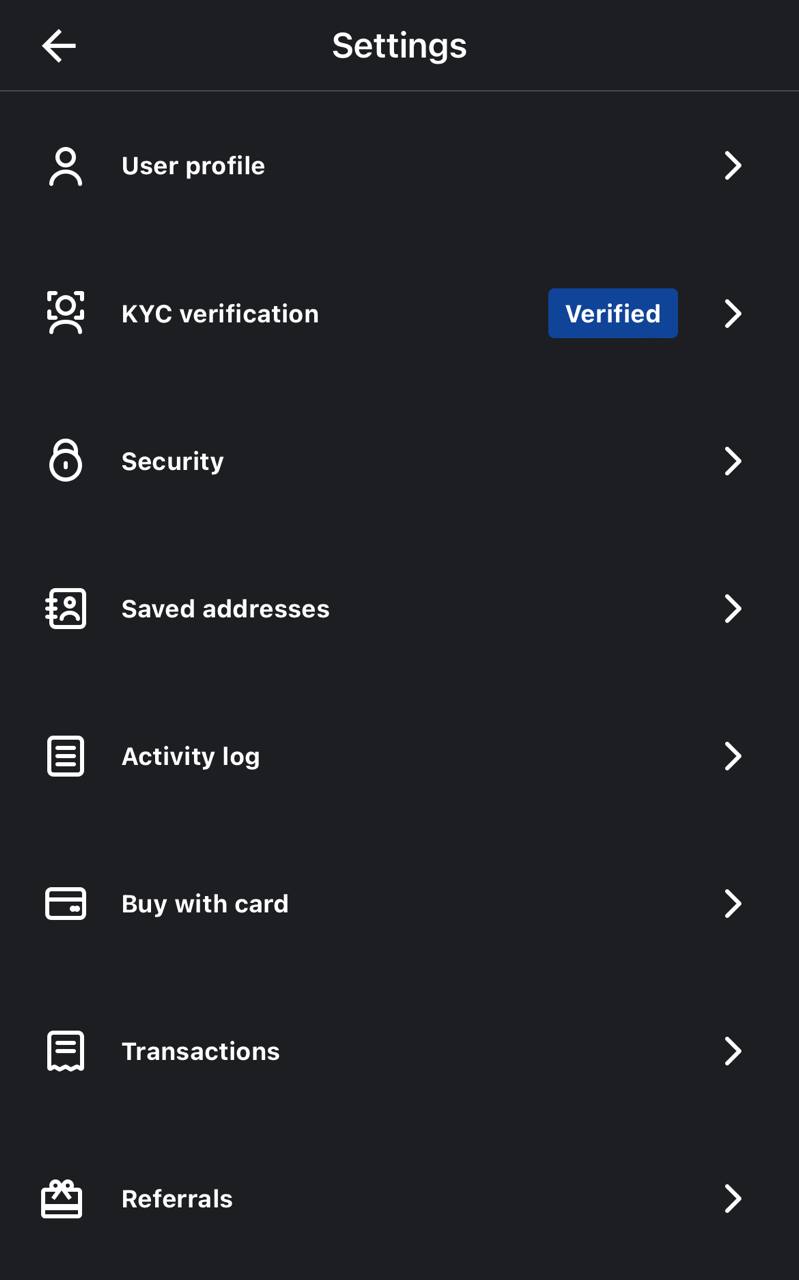 Settings
User profile
KYC verification
Verified
Security
Saved addresses
Activity log
Buy with card
Transactions
Referrals